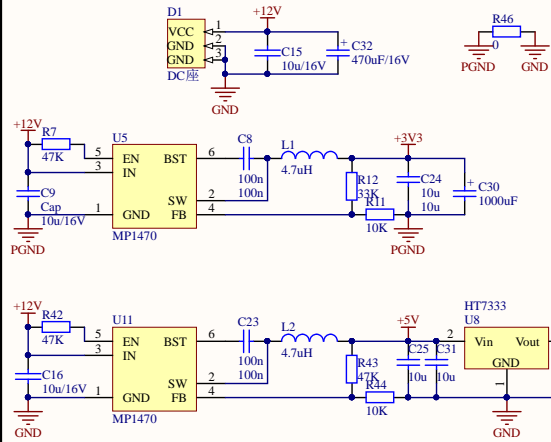 D1
+12V
VCC
1
GND
2
GND
3
DC座
C15
10u/16V
+
C32
470uF/16V
GND
R46
0
PGND
GND
+12V
R7
47K
U5
5
EN
BST
6
3
IN
SW
2
1
GND
FB
4
MP1470
C9
Cap
10u/16V
PGND
C8
100n
100n
L1
4.7uH
+3V3
R12
33K
R11
10K
C24
10u
10u
+
C30
1000uF
PGND
+12V
R42
47K
U11
5
EN
BST
6
3
IN
SW
2
1
GND
FB
4
MP1470
C16
10u/16V
GND
C23
100n
100n
L2
4.7uH
+5V
R43
47K
R44
10K
C25
10u
C31
10u
HT7333
U8
2
Vin
Vout
GND
1
GND